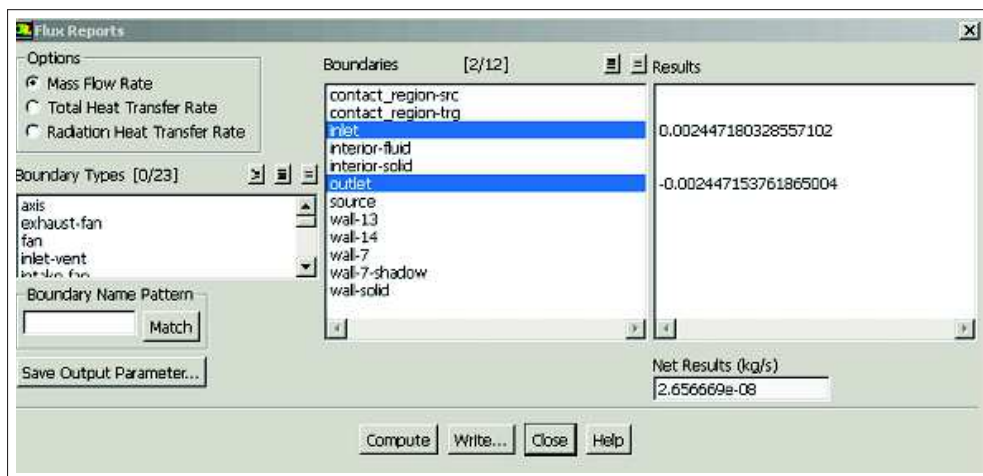 Flux Reports
Options
Mass Flow Rate
Total Heat Transfer Rate
Radiation Heat Transfer Rate
Boundary Types [0/23]
axis
exhaust-fan
fan
inlet-vent
intake-fan
Boundary Name Pattern
Match
Save Output Parameter...
Boundaries [2/12]
contact_region-src
contact_region-trg
inlet
interior-fluid
interior-solid
outlet
source
wall-13
wall-14
wall-7
wall-7-shadow
wall-solid
Results
0.002447180328557102
-0.002447153761865004
Net Results (kg/s)
2.656669e-08
Compute
Write...
Close
Help